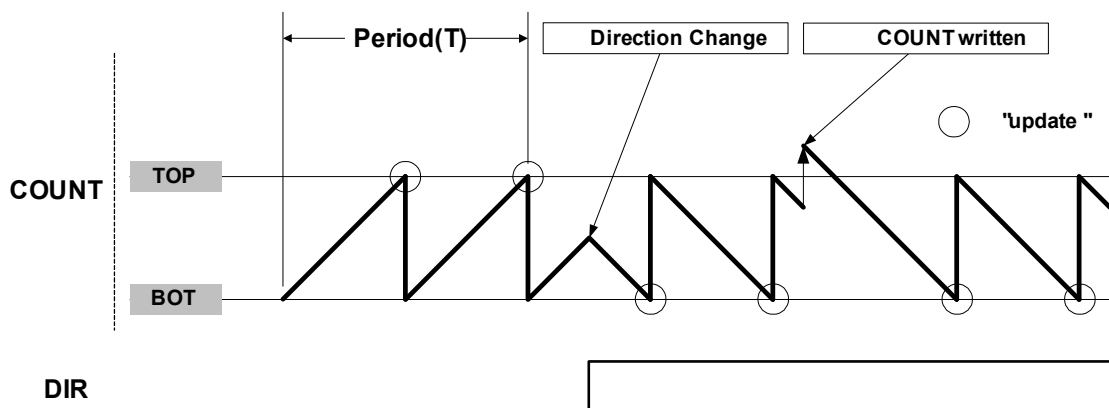 Period(T)
Direction Change
COUNT written
"update "
TOP
COUNT
BOT
DIR